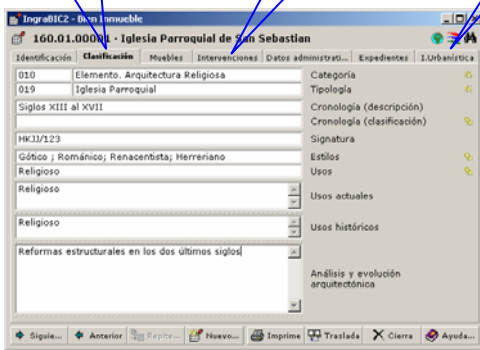 IngraBIC2 - Bien Inmueble
160.01.00001 - Iglesia Parroquial de San Sebastian
Identificación Clasificación Muebles Intervenciones Datos administrati... Expedientes I.Urbanística
010 Elemento. Arquitectura Religiosa Categoría
019 Iglesia Parroquial Tipología
Siglos XIII al XVII Cronología (descripción)
Cronología (clasificación)
HKJJ/123 Signatura
Gótico ; Románico; Renacentista; Herreriano Estilos
Religioso Usos
Religioso Usos actuales
Religioso Usos históricos
Reformas estructurales en los dos últimos siglos
Análisis y evolución
arquitectónica
Siguie... Anterior Repite... Nuevo... Imprime Traslada Cierra Ayuda...